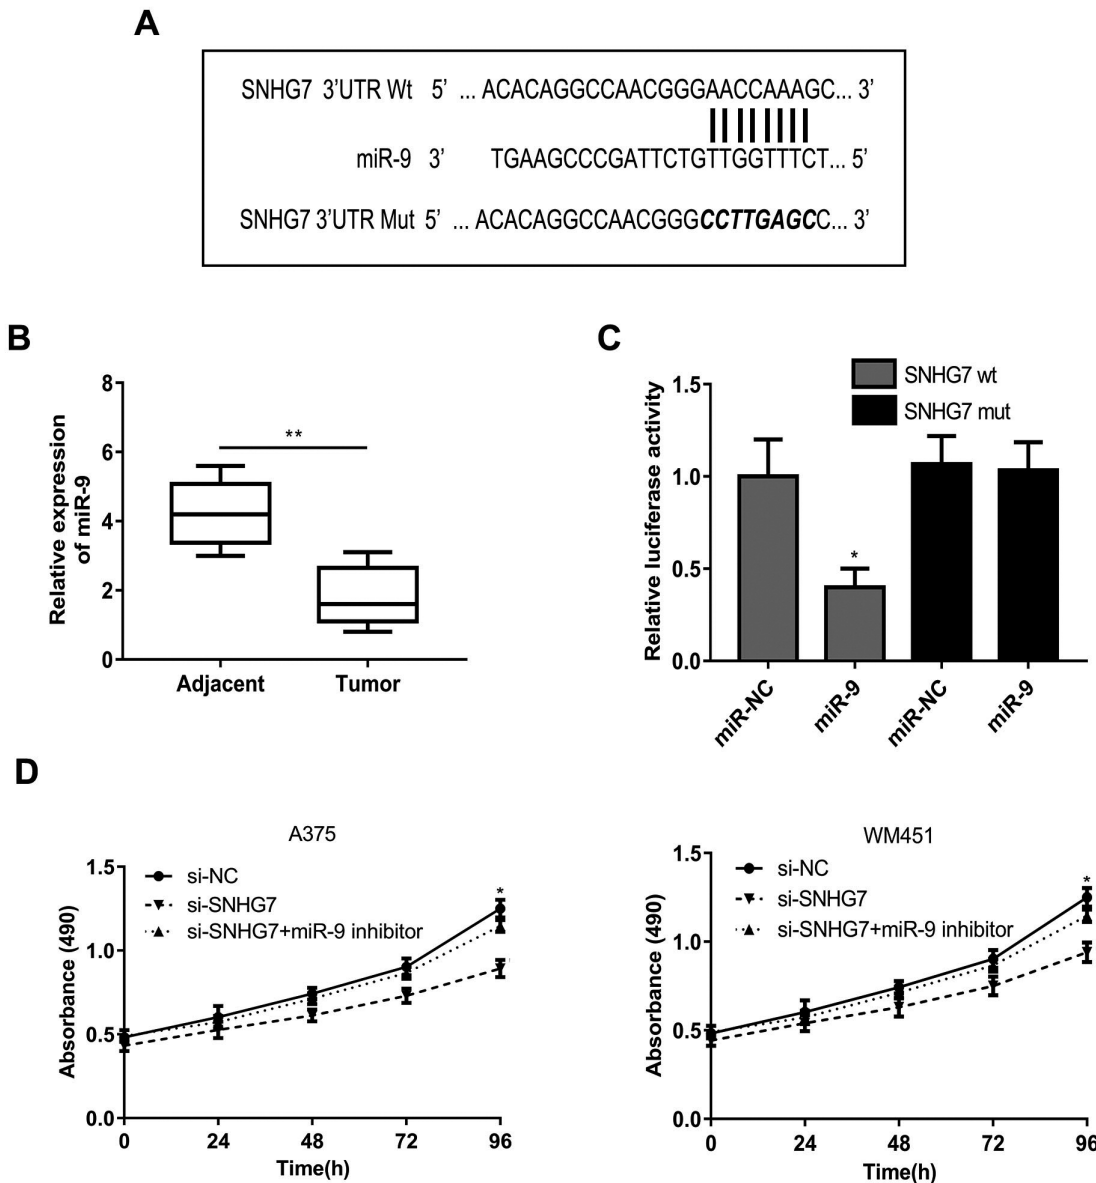 A
SNHG7 3'UTR Wt 5' ... ACACAGGCCAACGGGAACCAAAGC... 3'
miR-9 3' TGAAGCCCGATTCTGTTGGTTTCT... 5'
SNHG7 3'UTR Mut 5' ... ACACAGGCCAACGGGCCTTGAGCC... 3'
B
Relative expression
of miR-9
8
6
4
2
0
**
Adjacent
Tumor
C
SNHG7 wt
SNHG7 mut
Relative luciferase activity
1.5
1.0
0.5
0.0
*
miR-NC
miR-9
miR-NC
miR-9
D
A375
si-NC
si-SNHG7
si-SNHG7+miR-9 inhibitor
*
Absorbance (490)
1.5
1.0
0.5
0.0
0 24 48 72 96
Time(h)
WM451
si-NC
si-SNHG7
si-SNHG7+miR-9 inhibitor
*
Absorbance (490)
1.5
1.0
0.5
0.0
0 24 48 72 96
Time(h)